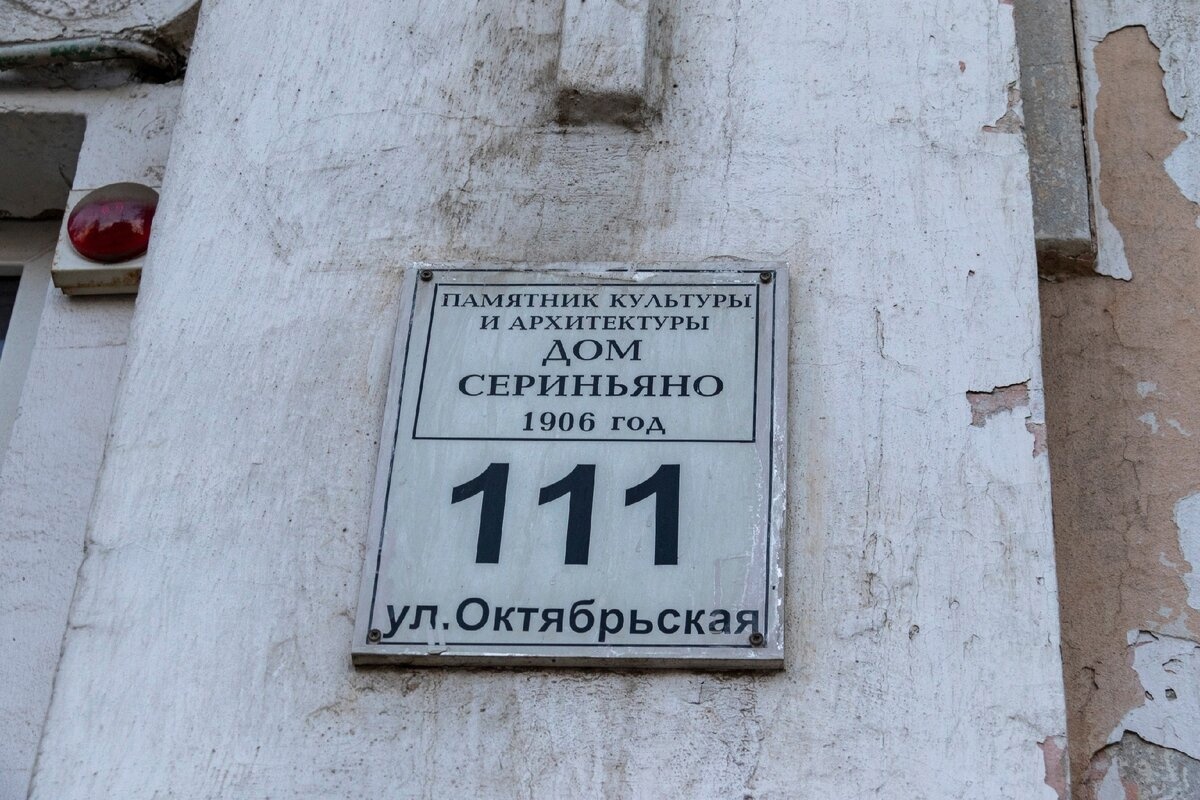 ПАМЯТНИК КУЛЬТУРЫ
И АРХИТЕКТУРЫ
ДОМ
СЕРИНЬЯНО
1906 год
111
ул.Октябрьская